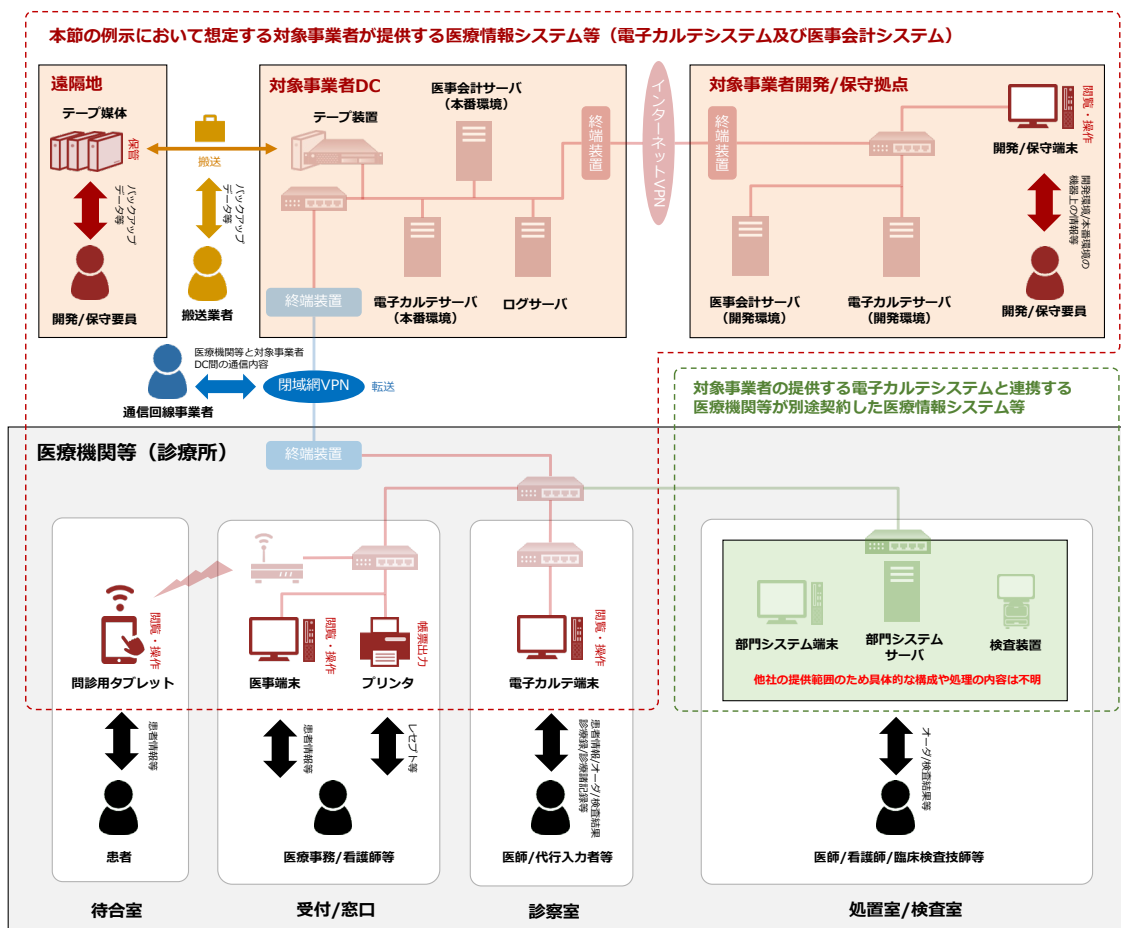 本節の例示において想定する対象事業者が提供する医療情報システム等（電子カルテシステム及び医事会計システム）
遠隔地
テープ媒体
保管
バックアップ
データ等
開発/保守要員
搬送
バックアップ
データ等
搬送業者
対象事業者DC
テープ装置
医事会計サーバ
（本番環境）
終端装置
電子カルテサーバ
（本番環境）
ログサーバ
終端装置
インターネットVPN
対象事業者開発/保守拠点
終端装置
医事会計サーバ
（開発環境）
電子カルテサーバ
（開発環境）
閲覧・操作
開発/保守端末
開発環境/本番環境の
機器上の情報等
開発/保守要員
医療機関等と対象事業者
DC間の通信内容
通信回線事業者
閉域網VPN
転送
対象事業者の提供する電子カルテシステムと連携する
医療機関等が別途契約した医療情報システム等
医療機関等（診療所）
終端装置
閲覧・操作
問診用タブレット
患者情報等
患者
待合室
閲覧・操作
医事端末
帳票出力
プリンタ
患者情報等
レセプト等
医療事務/看護師等
受付/窓口
閲覧・操作
電子カルテ端末
患者情報/オーダ/検査結果
診療録/診療諸記録等
医師/代行入力者等
診察室
部門システム端末
部門システム
サーバ
検査装置
他社の提供範囲のため具体的な構成や処理の内容は不明
オーダ/検査結果等
医師/看護師/臨床検査技師等
処置室/検査室